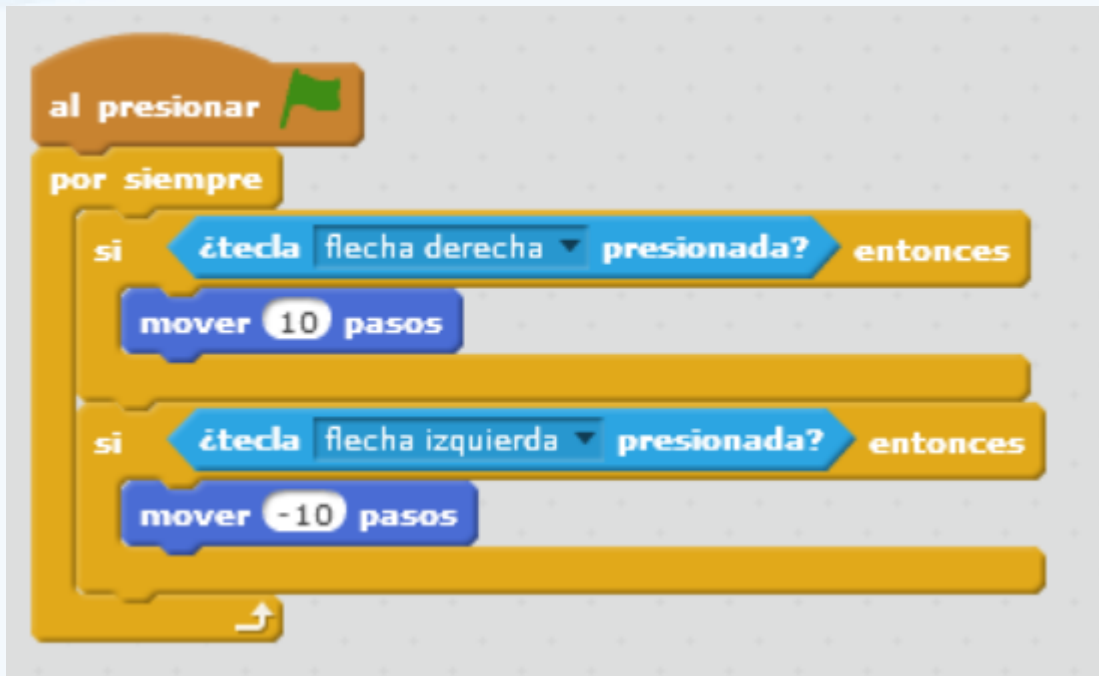 al presionar
por siempre
si ¿tecla flecha derecha presionada? entonces
mover 10 pasos
si ¿tecla flecha izquierda presionada? entonces
mover -10 pasos